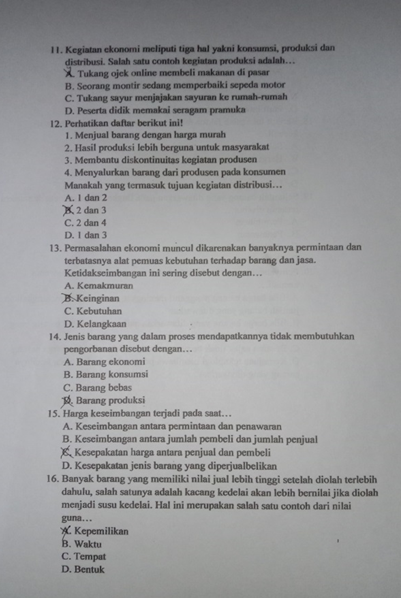 11. Kegiatan ekonomi meliputi tiga hal yakni konsumsi, produksi dan
distribusi. Salah satu contoh kegiatan produksi adalah…
A. Tukang ojek online membeli makanan di pasar
B. Seorang montir sedang memperbaiki sepeda motor
C. Tukang sayur menjajakan sayuran ke rumah-rumah
D. Peserta didik memakai seragam pramuka
12. Perhatikan daftar berikut ini!
1. Menjual barang dengan harga murah
2. Hasil produksi lebih berguna untuk masyarakat
3. Membantu diskontinuitas kegiatan produsen
4. Menyalurkan barang dari produsen pada konsumen
Manakah yang termasuk tujuan kegiatan distribusi…
A. 1 dan 2
B. 2 dan 3
C. 2 dan 4
D. 1 dan 3
13. Permasalahan ekonomi muncul dikarenakan banyaknya permintaan dan
terbatasnya alat pemuas kebutuhan terhadap barang dan jasa.
Ketidakseimbangan ini sering disebut dengan…
A. Kemakmuran
B. Keinginan
C. Kebutuhan
D. Kelangkaan
14. Jenis barang yang dalam proses mendapatkannya tidak membutuhkan
pengorbanan disebut dengan…
A. Barang ekonomi
B. Barang konsumsi
C. Barang bebas
D. Barang produksi
15. Harga keseimbangan terjadi pada saat…
A. Keseimbangan antara permintaan dan penawaran
B. Keseimbangan antara jumlah pembeli dan jumlah penjual
C. Kesepakatan harga antara penjual dan pembeli
D. Kesepakatan jenis barang yang diperjualbelikan
16. Banyak barang yang memiliki nilai jual lebih tinggi setelah diolah terlebih
dahulu, salah satunya adalah kacang kedelai akan lebih bernilai jika diolah
menjadi susu kedelai. Hal ini merupakan salah satu contoh dari nilai
guna…
A. Kepemilikan
B. Waktu
C. Tempat
D. Bentuk